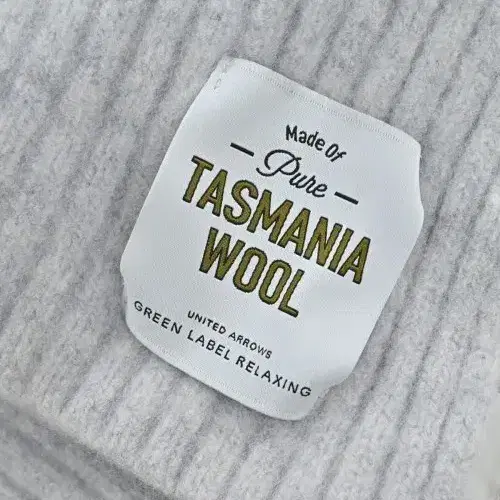 Made Of
Pure
TASMANIA
WOOL
UNITED ARROWS
GREEN LABEL RELAXING